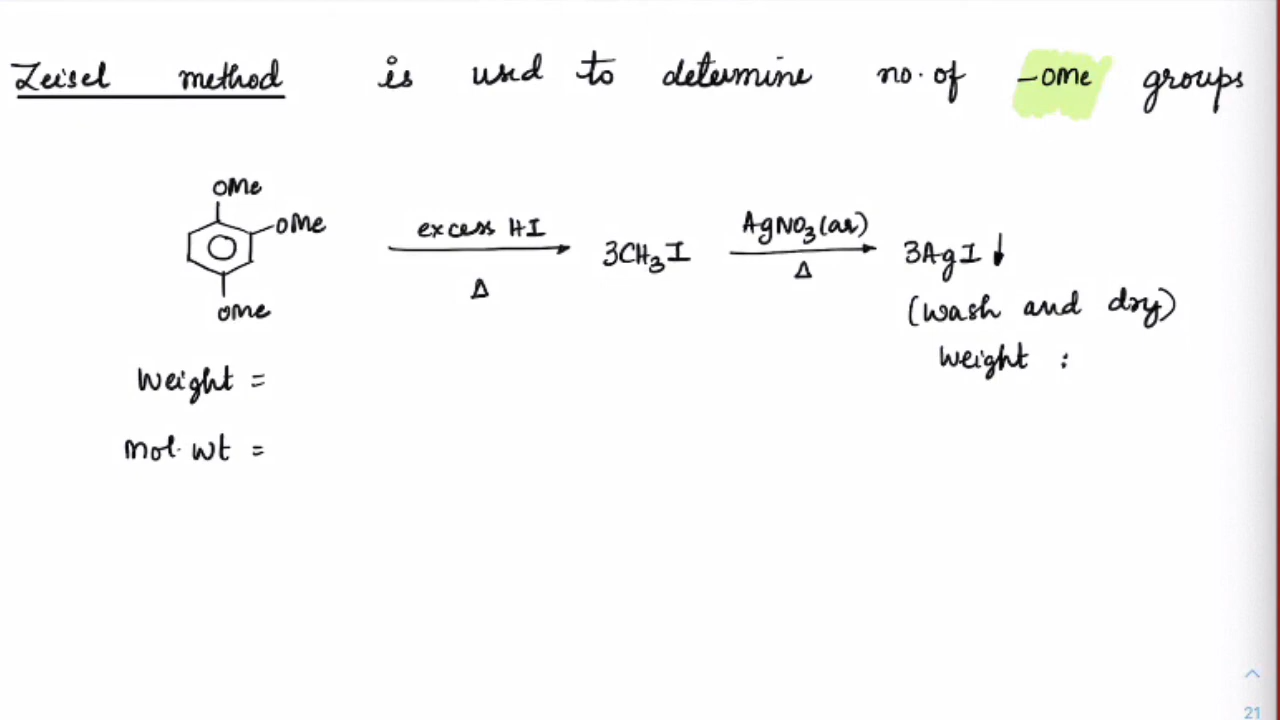 Zeisel method is used to determine no. of -OMe groups
OMe
OMe
OMe
excess HI
Δ
3CH₃I
AgNO₃(aq)
Δ
3AgI↓
(wash and dry)
Weight :
Weight =
Mol. wt =
21